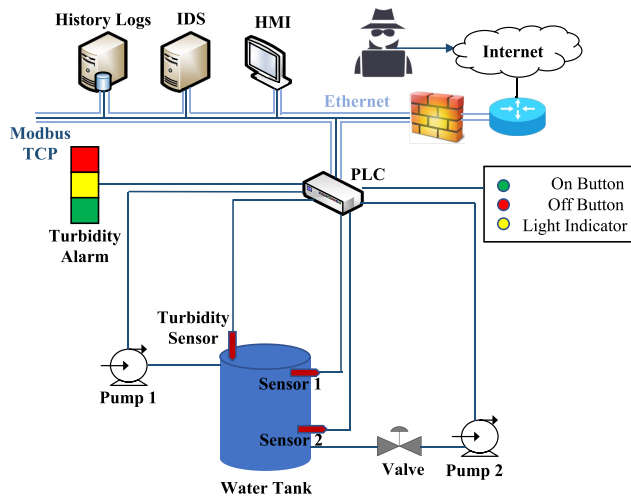 History Logs
IDS
HMI
Internet
Ethernet
Modbus
TCP
PLC
On Button
Off Button
Light Indicator
Turbidity
Alarm
Turbidity
Sensor
Sensor 1
Pump 1
Sensor 2
Valve
Pump 2
Water Tank